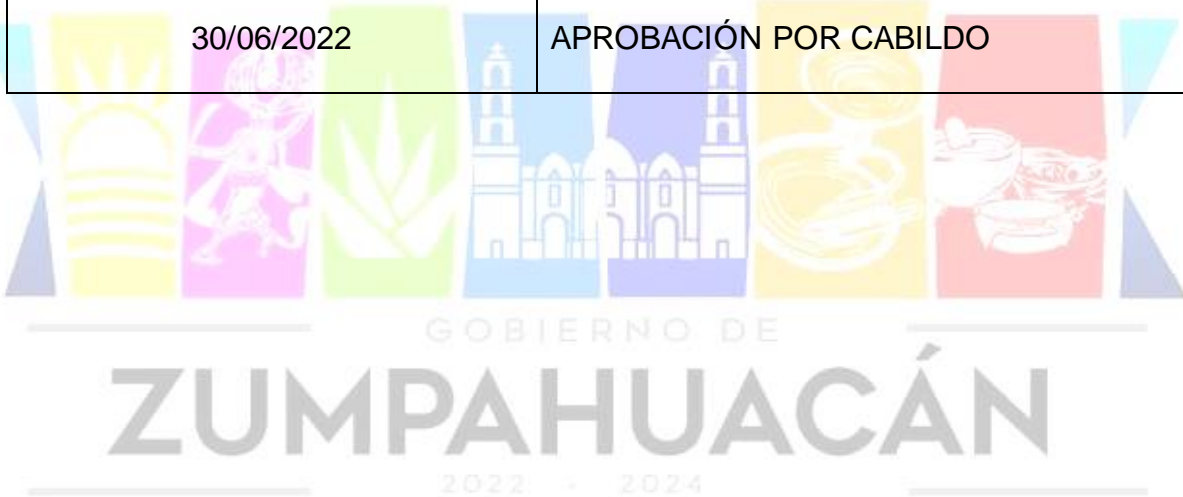 30/06/2022 APROBACIÓN POR CABILDO
GOBIERNO DE
ZUMPAHUACÁN
2022 - 2024